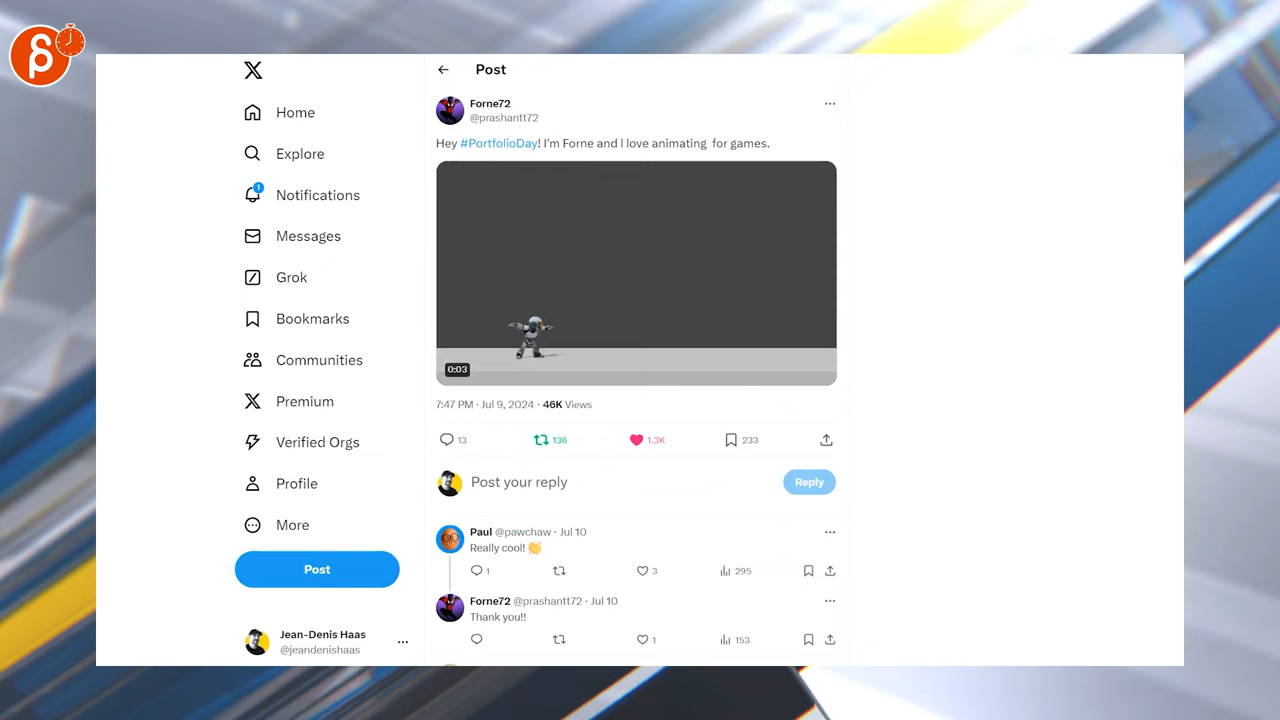 Home
Explore
1
Notifications
Messages
Grok
Bookmarks
Communities
Premium
Verified Orgs
Profile
More
Post
Jean-Denis Haas
@jeandenishaas
Post
Forne72
@prashantt72
Hey #PortfolioDay! I'm Forne and I love animating for games.
0:03
7:47 PM · Jul 9, 2024 · 46K Views
13 136 1.3K 233
Post your reply
Reply
Paul @pawchaw · Jul 10
Really cool! 👏
1 3 295
Forne72 @prashantt72 · Jul 10
Thank you!!
1 153